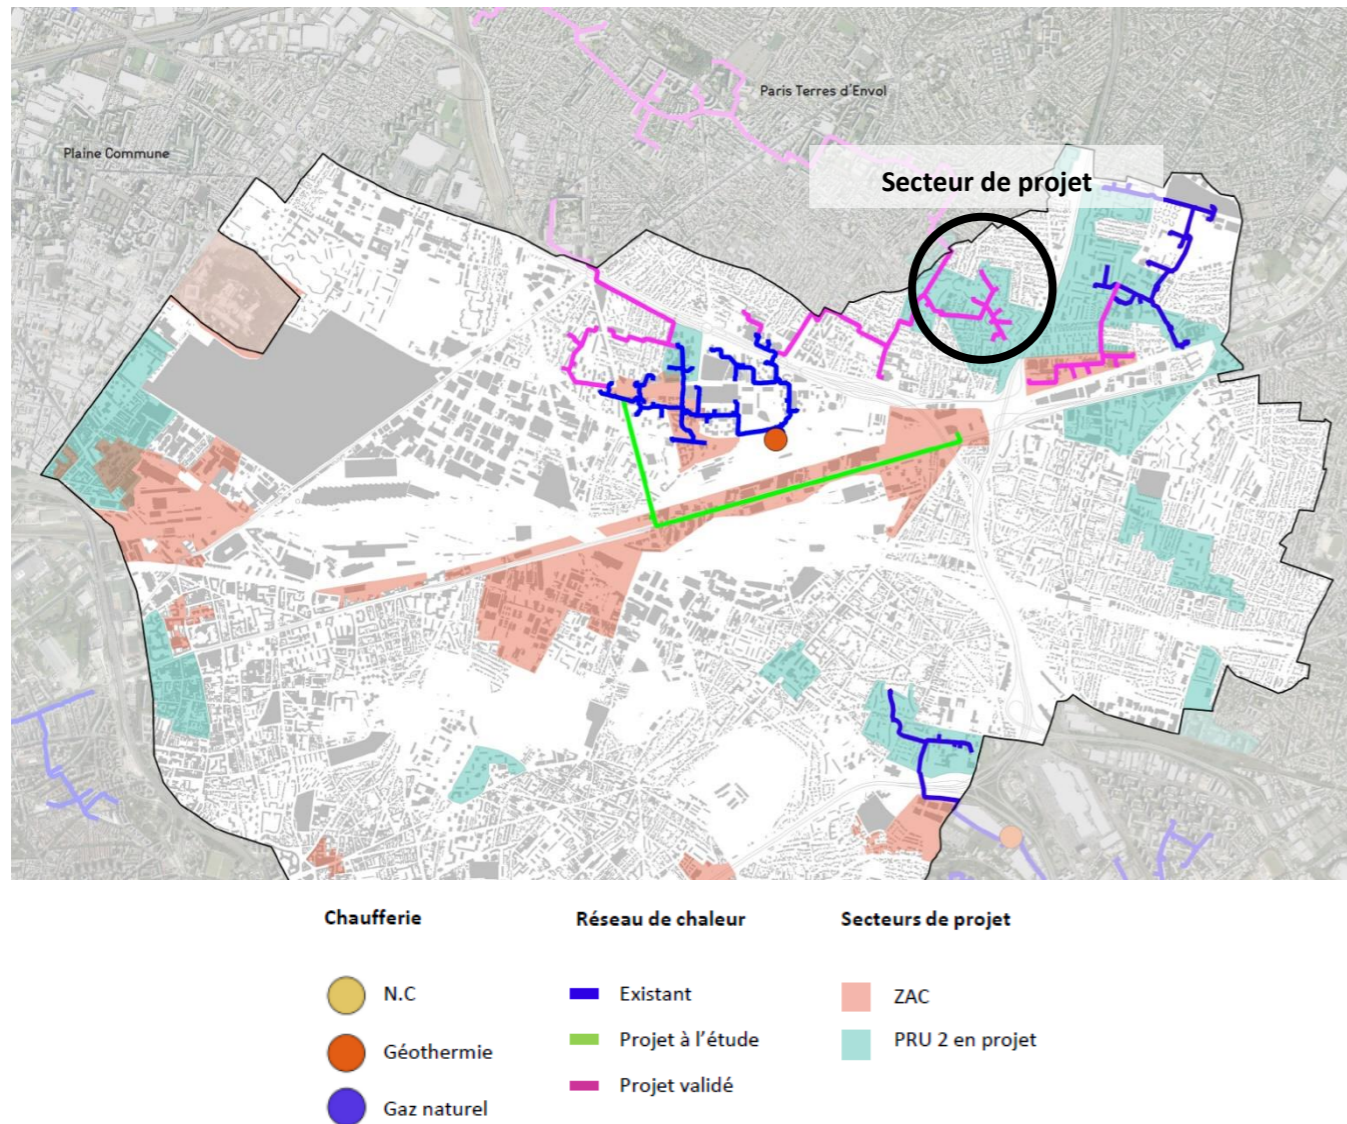 Paris Terres d'Envol
Plaine Commune
Secteur de projet
Chaufferie
N.C
Géothermie
Gaz naturel
Réseau de chaleur
Existant
Projet à l'étude
Projet validé
Secteurs de projet
ZAC
PRU 2 en projet